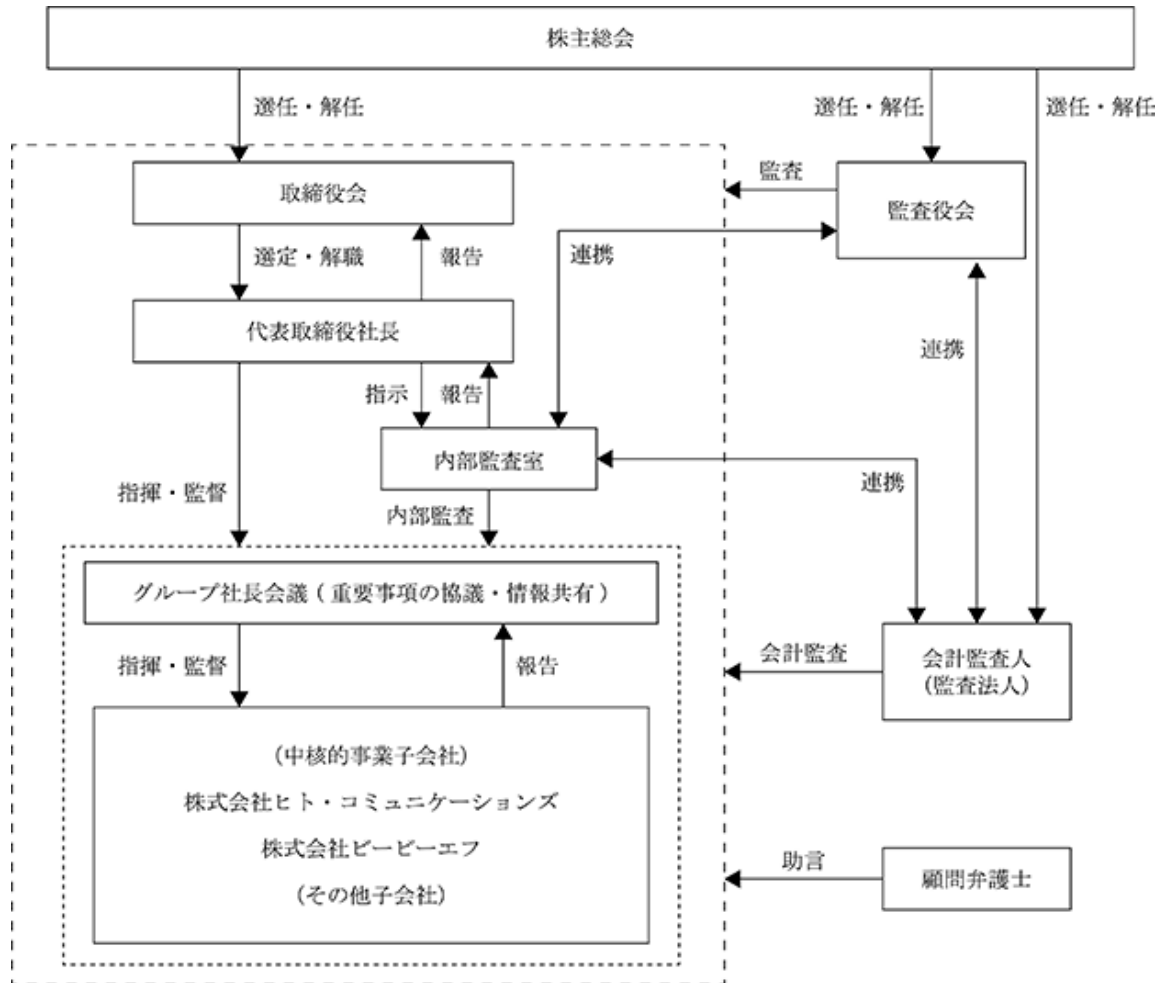 株主総会
選任・解任
選任・解任
選任・解任
取締役会
監査
監査役会
選定・解職
報告
連携
代表取締役社長
連携
指示
報告
内部監査室
連携
指揮・監督
内部監査
グループ社長会議(重要事項の協議・情報共有)
指揮・監督
報告
会計監査
会計監査人
(監査法人)
(中核的事業子会社)
株式会社ヒト・コミュニケーションズ
株式会社ビービーエフ
(その他子会社)
助言
顧問弁護士